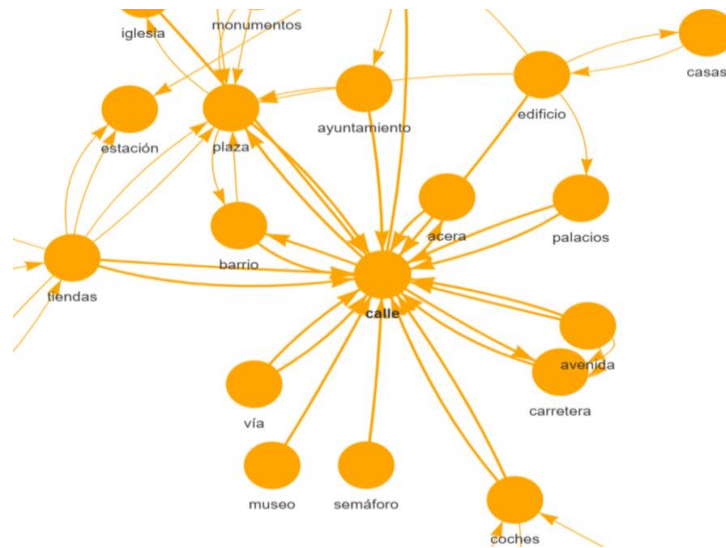 monumentos
iglesia
casas
edificio
ayuntamiento
estación
plaza
acera
palacios
barrio
tiendas
calle
avenida
carretera
vía
museo
semáforo
coches